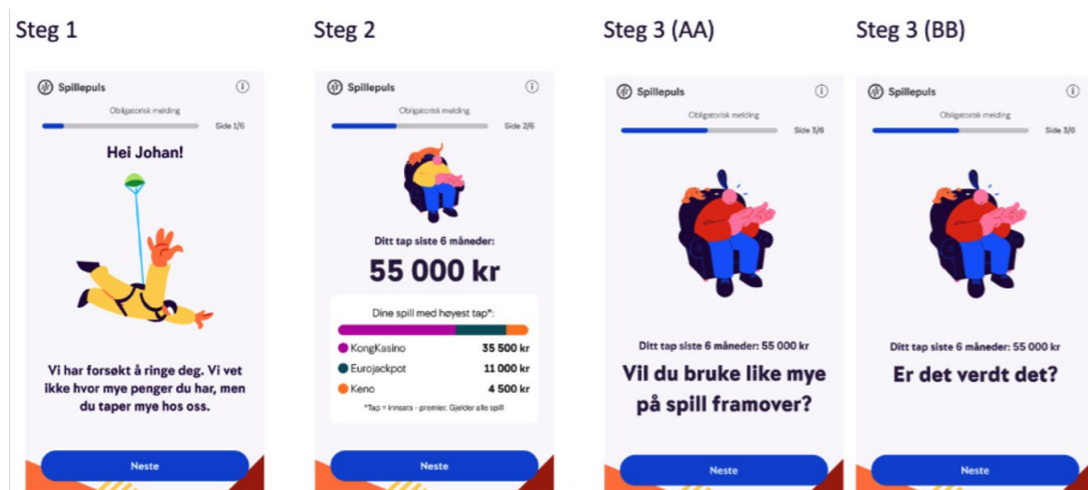 Steg 1
Spillepuls
Obligatorisk melding
Side 1/6
Hei Johan!
Vi har forsøkt å ringe deg. Vi vet
ikke hvor mye penger du har, men
du taper mye hos oss.
Neste
Steg 2
Spillepuls
Obligatorisk melding
Side 2/6
Ditt tap siste 6 måneder:
55 000 kr
Dine spill med høyest tap*:
KongKasino 35 500 kr
Eurojackpot 11 000 kr
Keno 4 500 kr
*Tap = innsats - premier. Gjelder alle spill
Neste
Steg 3 (AA)
Spillepuls
Obligatorisk melding
Side 3/6
Ditt tap siste 6 måneder: 55 000 kr
Vil du bruke like mye
på spill framover?
Neste
Steg 3 (BB)
Spillepuls
Obligatorisk melding
Side 3/6
Ditt tap siste 6 måneder: 55 000 kr
Er det verdt det?
Neste